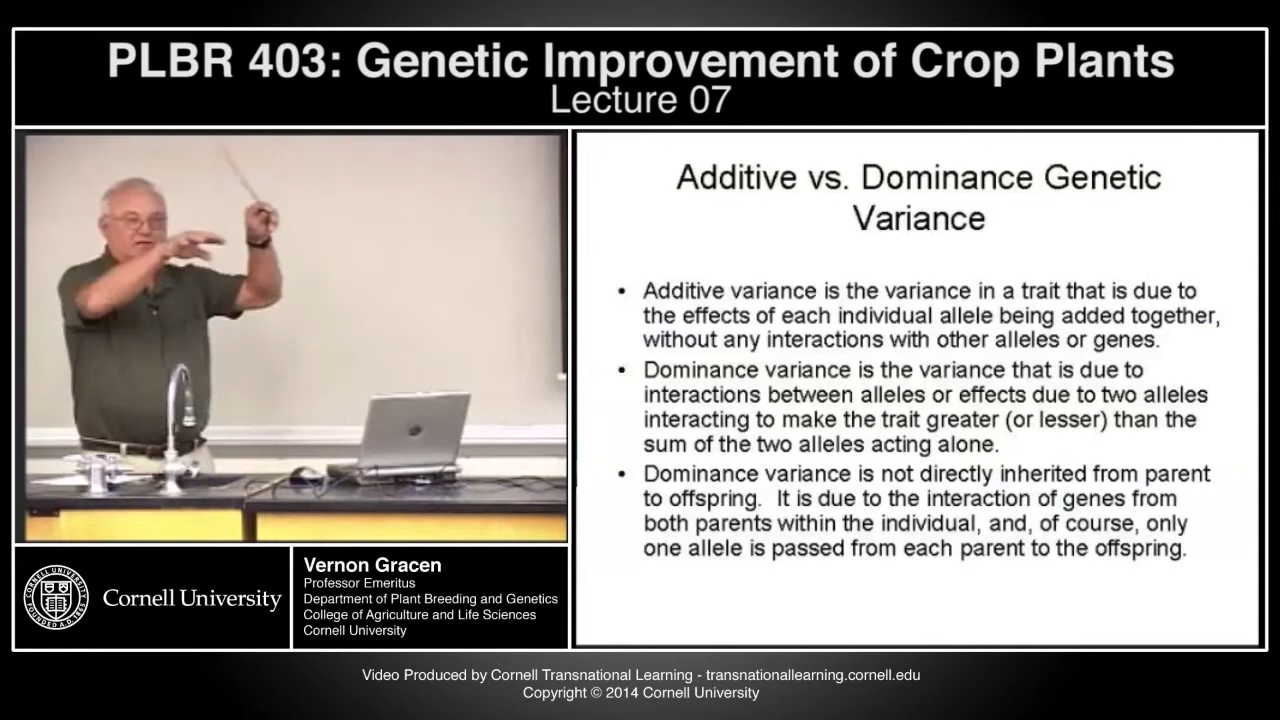 PLBR 403: Genetic Improvement of Crop Plants
Lecture 07
Additive vs. Dominance Genetic
Variance
• Additive variance is the variance in a trait that is due to
the effects of each individual allele being added together,
without any interactions with other alleles or genes.
• Dominance variance is the variance that is due to
interactions between alleles or effects due to two alleles
interacting to make the trait greater (or lesser) than the
sum of the two alleles acting alone.
• Dominance variance is not directly inherited from parent
to offspring. It is due to the interaction of genes from
both parents within the individual, and, of course, only
one allele is passed from each parent to the offspring.
Cornell University
Vernon Gracen
Professor Emeritus
Department of Plant Breeding and Genetics
College of Agriculture and Life Sciences
Cornell University
Video Produced by Cornell Transnational Learning - transnationallearning.cornell.edu
Copyright © 2014 Cornell University